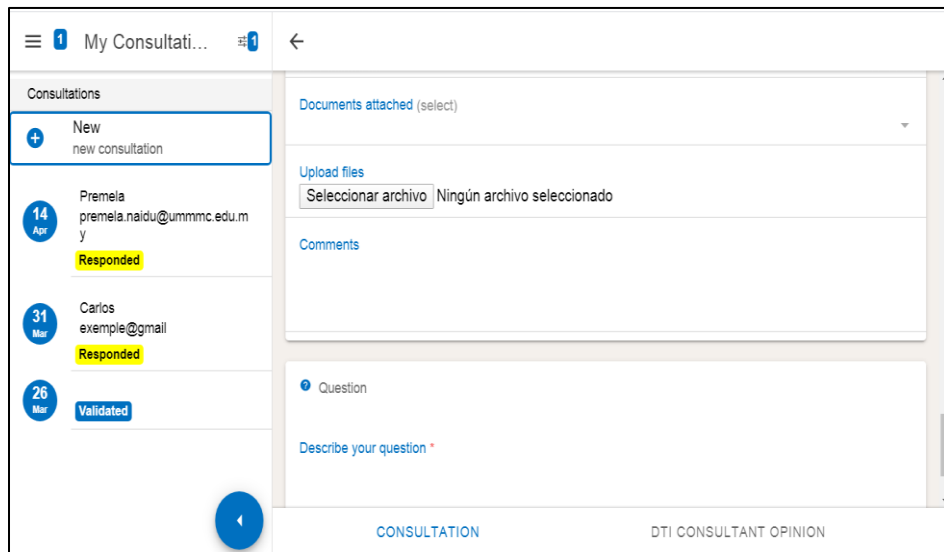 1 My Consultati... 1
Consultations
New
new consultation
14
Apr
Premela
premela.naidu@ummmc.edu.m
y
Responded
31
Mar
Carlos
exemple@gmail
Responded
26
Mar
Validated
Documents attached (select)
Upload files
Seleccionar archivo Ningún archivo seleccionado
Comments
Question
Describe your question *
CONSULTATION DTI CONSULTANT OPINION